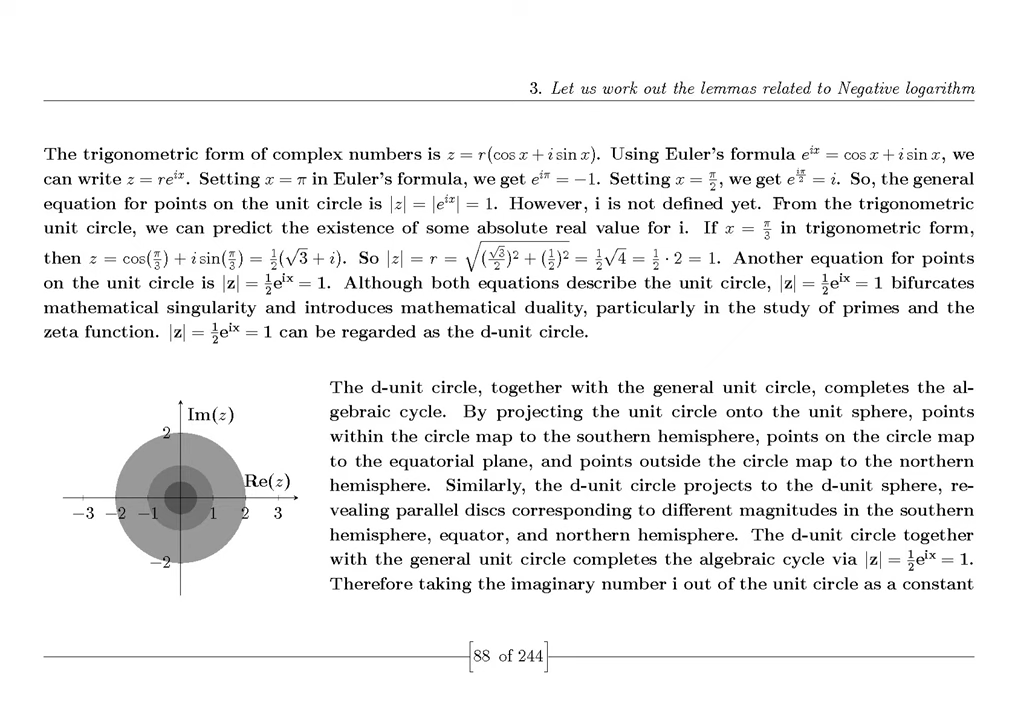 3. Let us work out the lemmas related to Negative logarithm
The trigonometric form of complex numbers is z = r(cos x + i sin x). Using Euler's formula e^{ix} = cos x + i sin x, we
can write z = re^{ix}. Setting x = π in Euler's formula, we get e^{iπ} = −1. Setting x = π/2, we get e^{iπ/2} = i. So, the general
equation for points on the unit circle is |z| = |e^{ix}| = 1. However, i is not defined yet. From the trigonometric
unit circle, we can predict the existence of some absolute real value for i. If x = π/3 in trigonometric form,
then z = cos(π/3) + i sin(π/3) = 1/2(√3 + i). So |z| = r = √((√3/2)² + (1/2)²) = 1/2√4 = 1/2 · 2 = 1. Another equation for points
on the unit circle is |z| = 1/2e^{ix} = 1. Although both equations describe the unit circle, |z| = 1/2e^{ix} = 1 bifurcates
mathematical singularity and introduces mathematical duality, particularly in the study of primes and the
zeta function. |z| = 1/2e^{ix} = 1 can be regarded as the d-unit circle.
Im(z)
2
Re(z)
−3 −2 −1 1 2 3
−2
The d-unit circle, together with the general unit circle, completes the al-
gebraic cycle. By projecting the unit circle onto the unit sphere, points
within the circle map to the southern hemisphere, points on the circle map
to the equatorial plane, and points outside the circle map to the northern
hemisphere. Similarly, the d-unit circle projects to the d-unit sphere, re-
vealing parallel discs corresponding to different magnitudes in the southern
hemisphere, equator, and northern hemisphere. The d-unit circle together
with the general unit circle completes the algebraic cycle via |z| = 1/2e^{ix} = 1.
Therefore taking the imaginary number i out of the unit circle as a constant
88 of 244